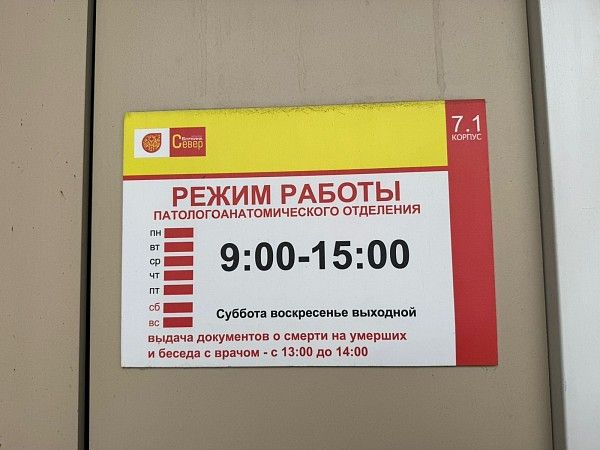 Север
7.1
КОРПУС
РЕЖИМ РАБОТЫ
ПАТОЛОГОАНАТОМИЧЕСКОГО ОТДЕЛЕНИЯ
пн
вт
ср
чт
пт
сб
вс
9:00-15:00
Суббота воскресенье выходной
выдача документов о смерти на умерших
и беседа с врачом - с 13:00 до 14:00